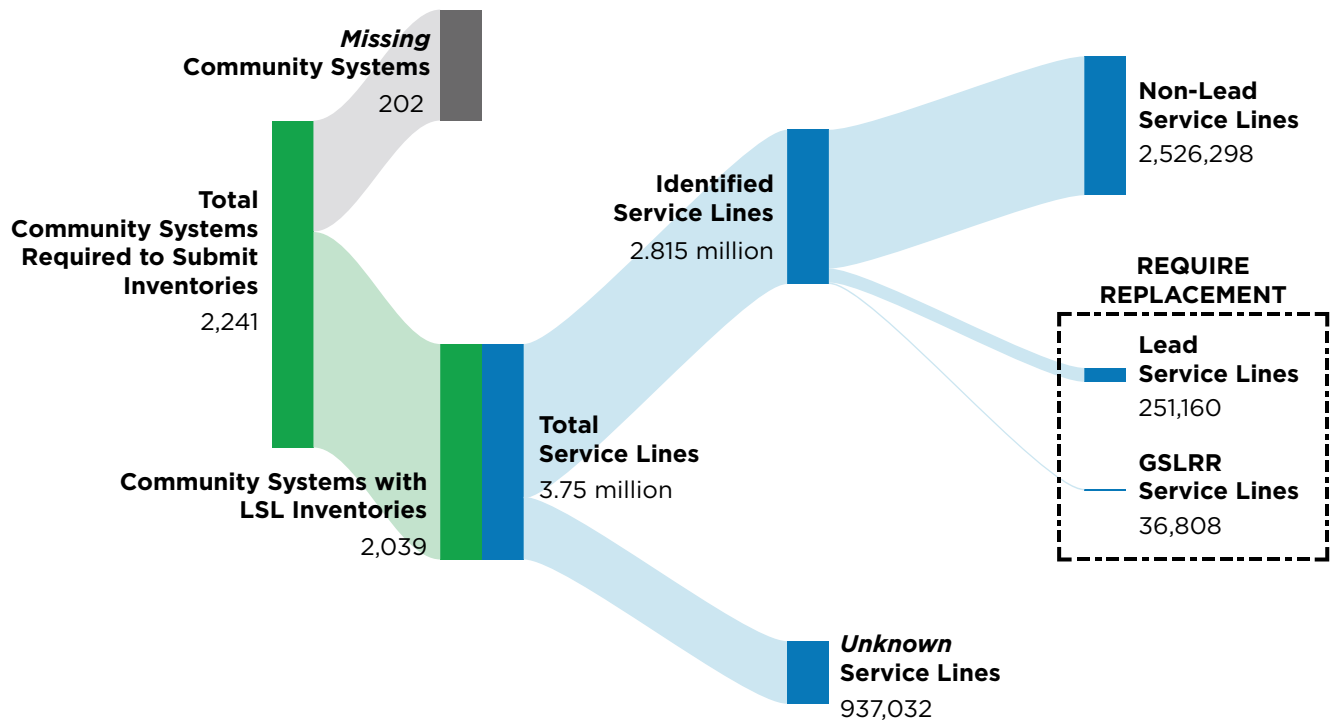 Missing
Community Systems
202
Total
Community Systems
Required to Submit
Inventories
2,241
Community Systems with
LSL Inventories
2,039
Total
Service Lines
3.75 million
Identified
Service Lines
2.815 million
Unknown
Service Lines
937,032
Non-Lead
Service Lines
2,526,298
REQUIRE
REPLACEMENT
Lead
Service Lines
251,160
GSLRR
Service Lines
36,808